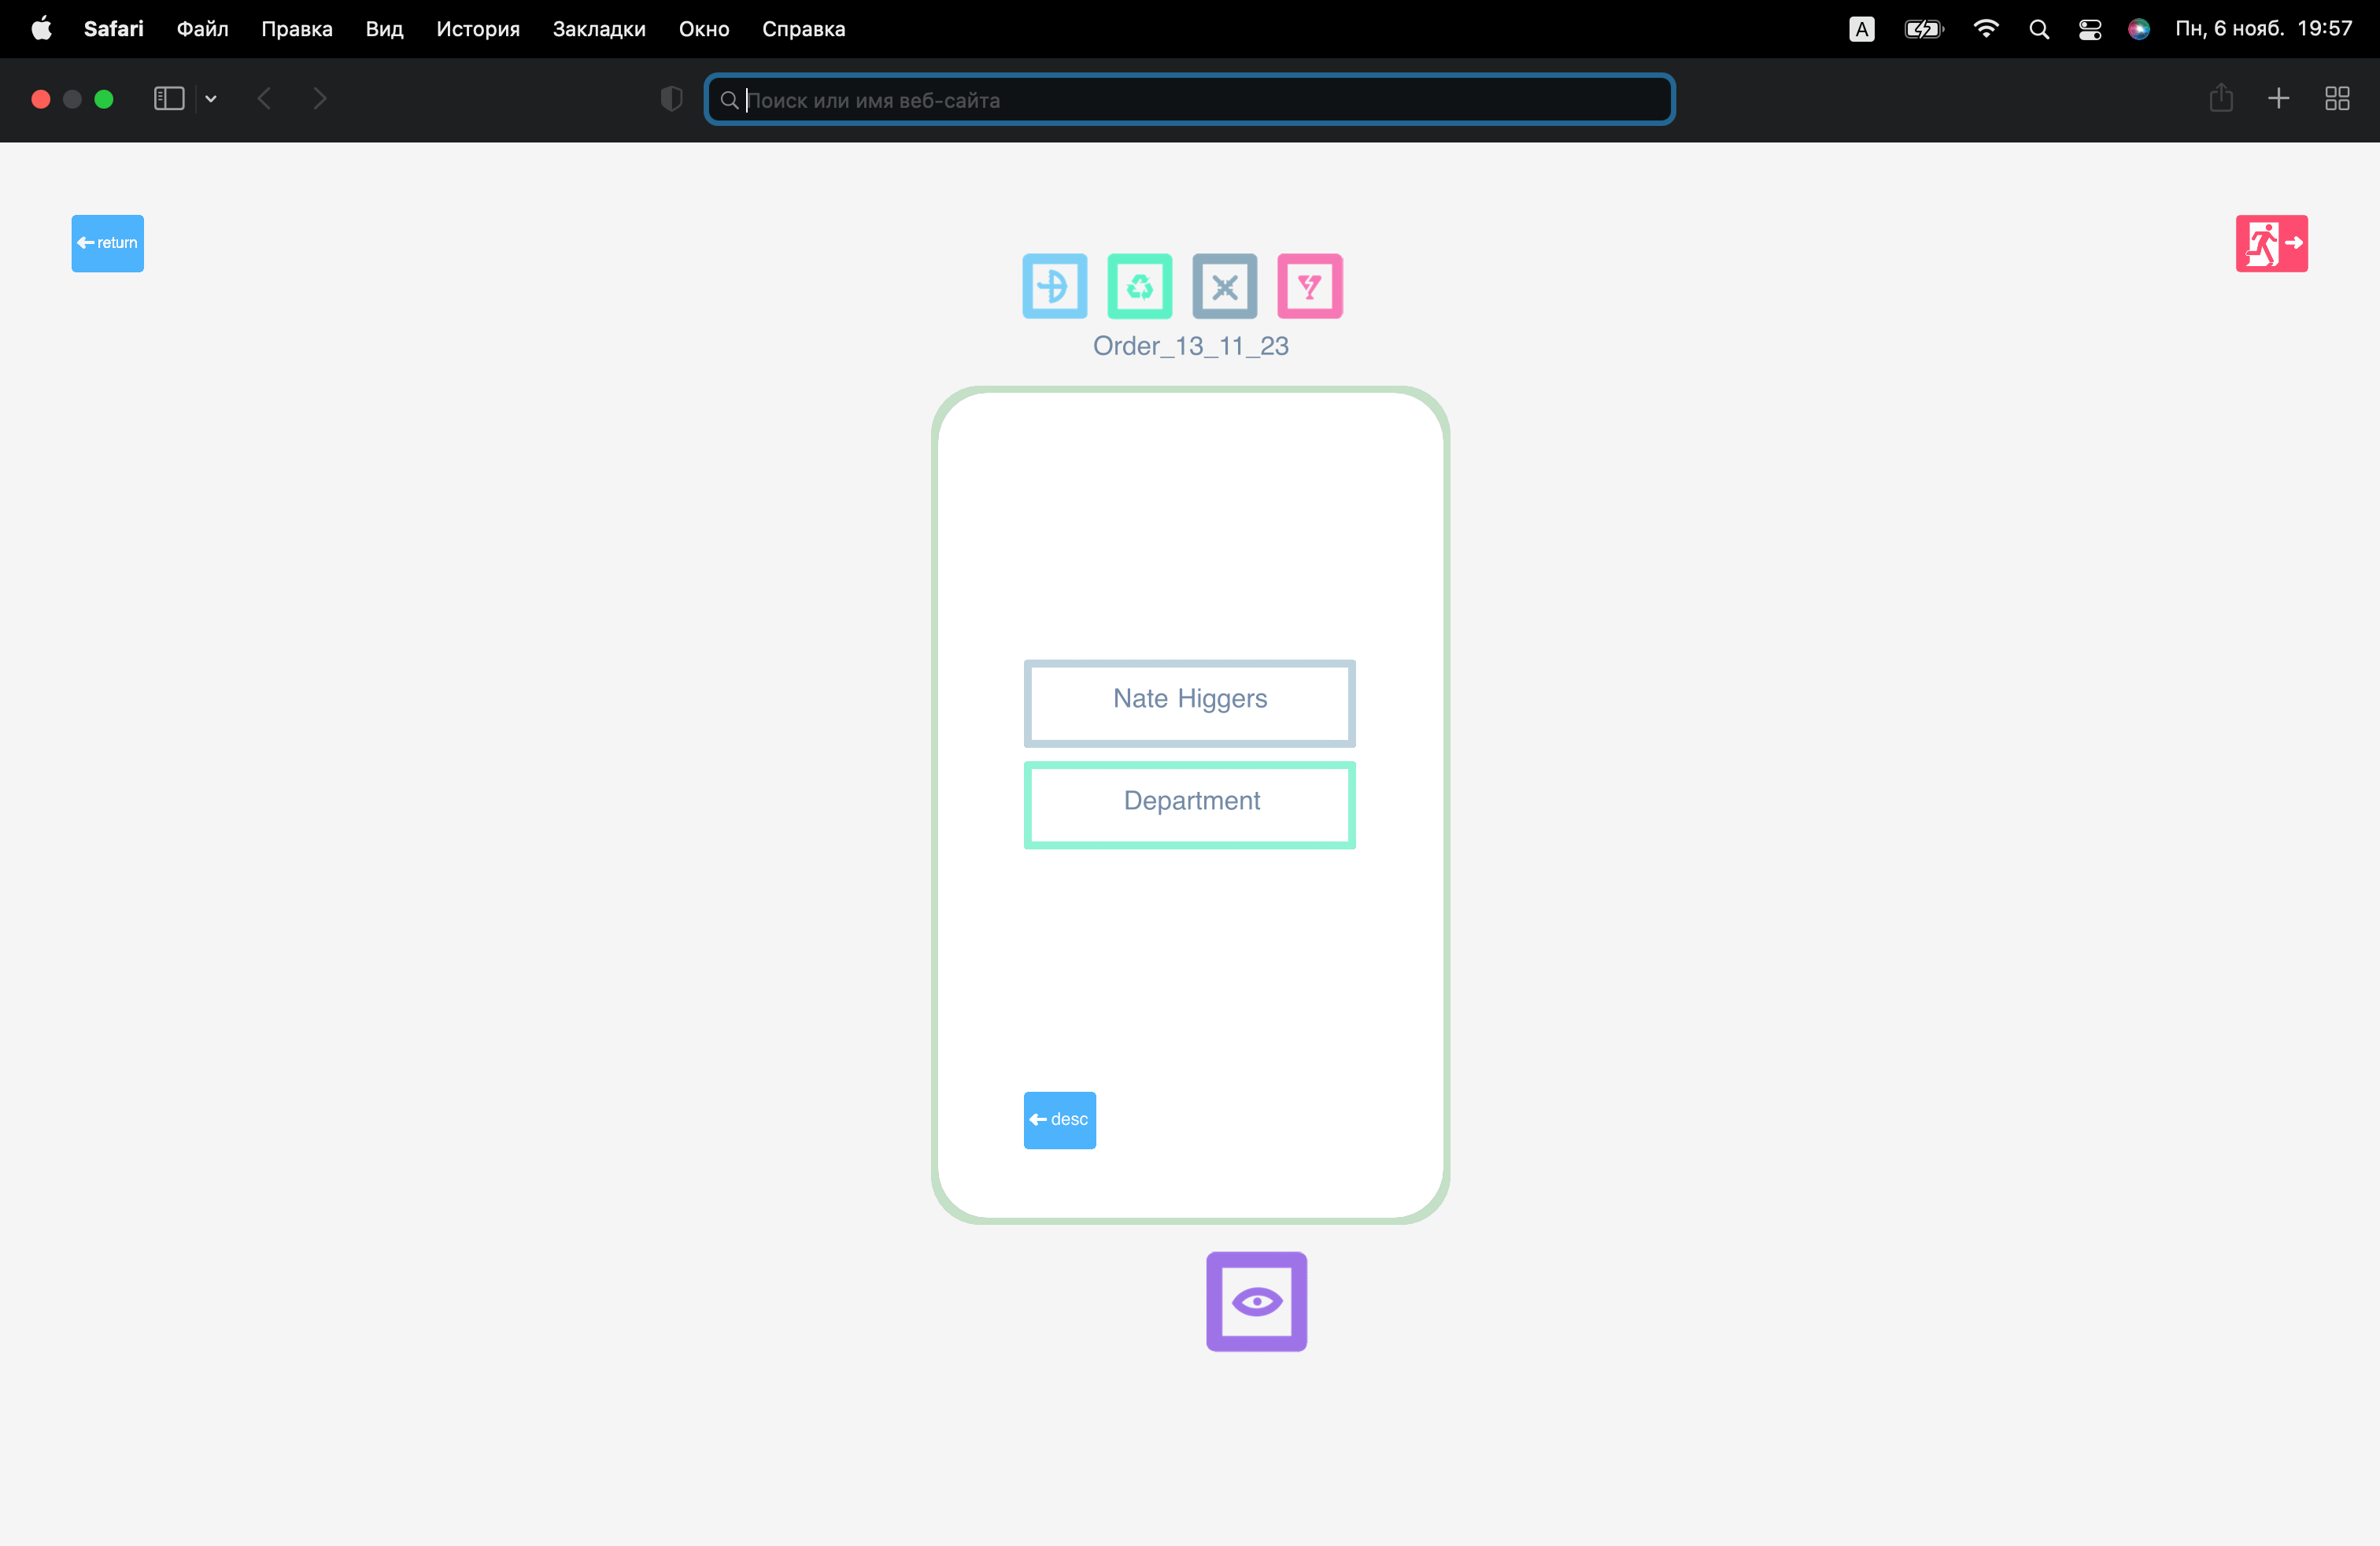 Safari Файл Правка Вид История Закладки Окно Справка A Пн, 6 нояб. 19:57
Поиск или имя веб-сайта
return
Order_13_11_23
Nate Higgers
Department
desc